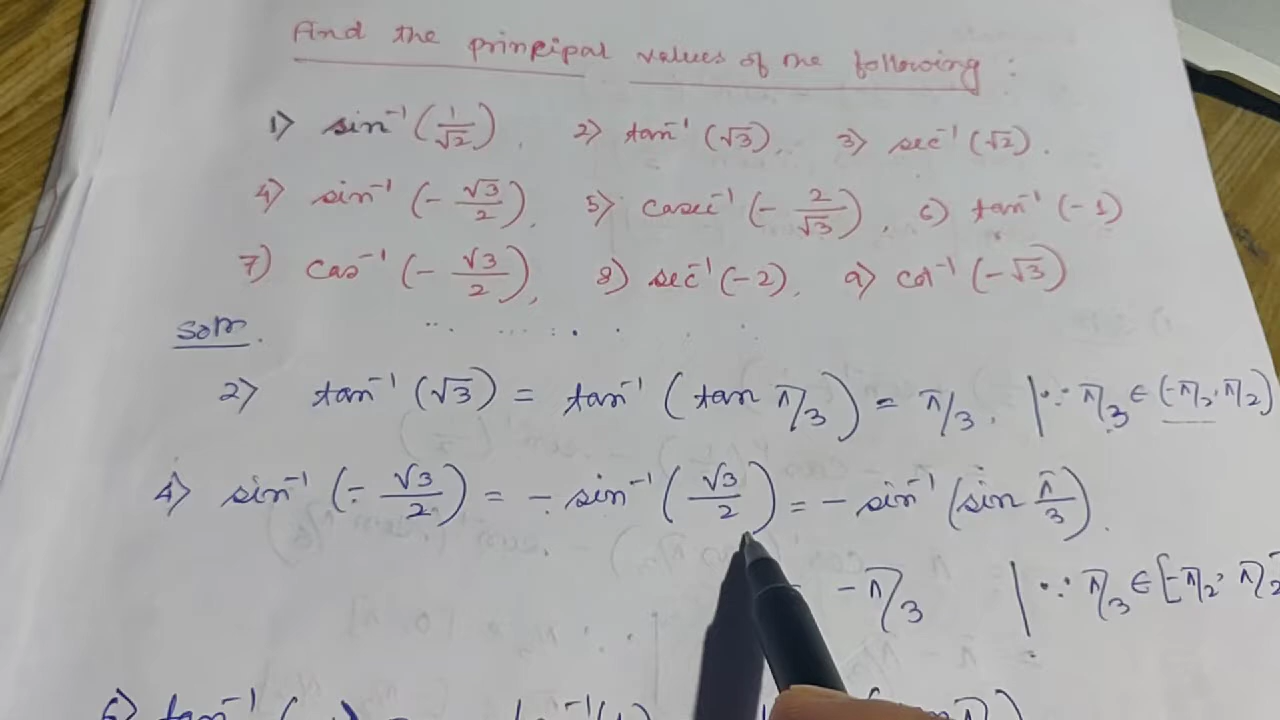 Find the principal values of the following :
1) sin⁻¹ (1/√2), 2) tan⁻¹ (√3), 3) sec⁻¹ (√2).
4) sin⁻¹ (- √3/2), 5) cosec⁻¹ (- 2/√3), 6) tan⁻¹ (-1)
7) cos⁻¹ (- √3/2), 8) sec⁻¹ (-2), 9) cot⁻¹ (-√3)
Soln.
2) tan⁻¹ (√3) = tan⁻¹ (tan π/3) = π/3. | ∵ π/3 ∈ (-π/2, π/2)
4) sin⁻¹ (- √3/2) = - sin⁻¹ (√3/2) = - sin⁻¹ (sin π/3).
= - π/3 | ∵ π/3 ∈ [-π/2, π/2
6) tan⁻¹ (